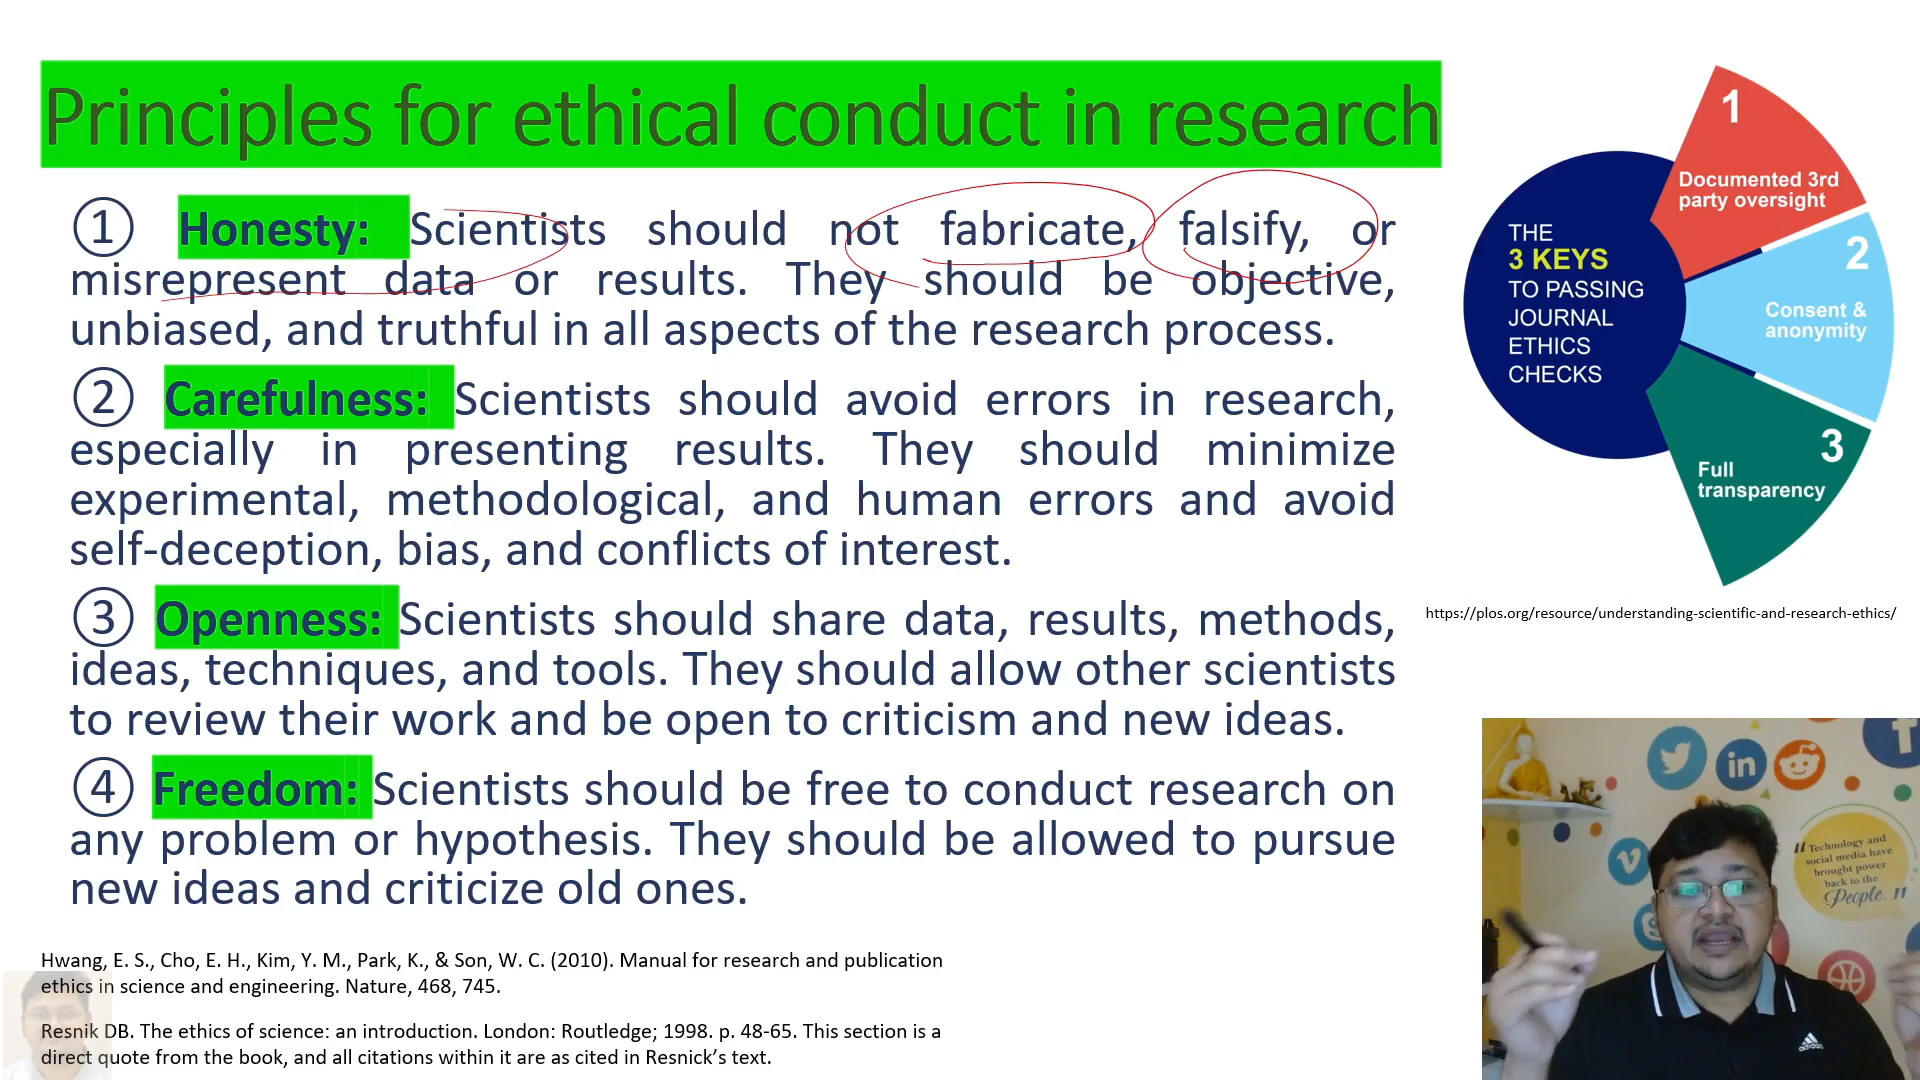 Principles for ethical conduct in research
① Honesty: Scientists should not fabricate, falsify, or
misrepresent data or results. They should be objective,
unbiased, and truthful in all aspects of the research process.
② Carefulness: Scientists should avoid errors in research,
especially in presenting results. They should minimize
experimental, methodological, and human errors and avoid
self-deception, bias, and conflicts of interest.
③ Openness: Scientists should share data, results, methods,
ideas, techniques, and tools. They should allow other scientists
to review their work and be open to criticism and new ideas.
④ Freedom: Scientists should be free to conduct research on
any problem or hypothesis. They should be allowed to pursue
new ideas and criticize old ones.
Hwang, E. S., Cho, E. H., Kim, Y. M., Park, K., & Son, W. C. (2010). Manual for research and publication
ethics in science and engineering. Nature, 468, 745.
Resnik DB. The ethics of science: an introduction. London: Routledge; 1998. p. 48-65. This section is a
direct quote from the book, and all citations within it are as cited in Resnick’s text.
THE
3 KEYS
TO PASSING
JOURNAL
ETHICS
CHECKS
1
Documented 3rd
party oversight
2
Consent &
anonymity
3
Full
transparency
https://plos.org/resource/understanding-scientific-and-research-ethics/
in
f
"Technology and
social media have
brought power
back to the
People."
adidas